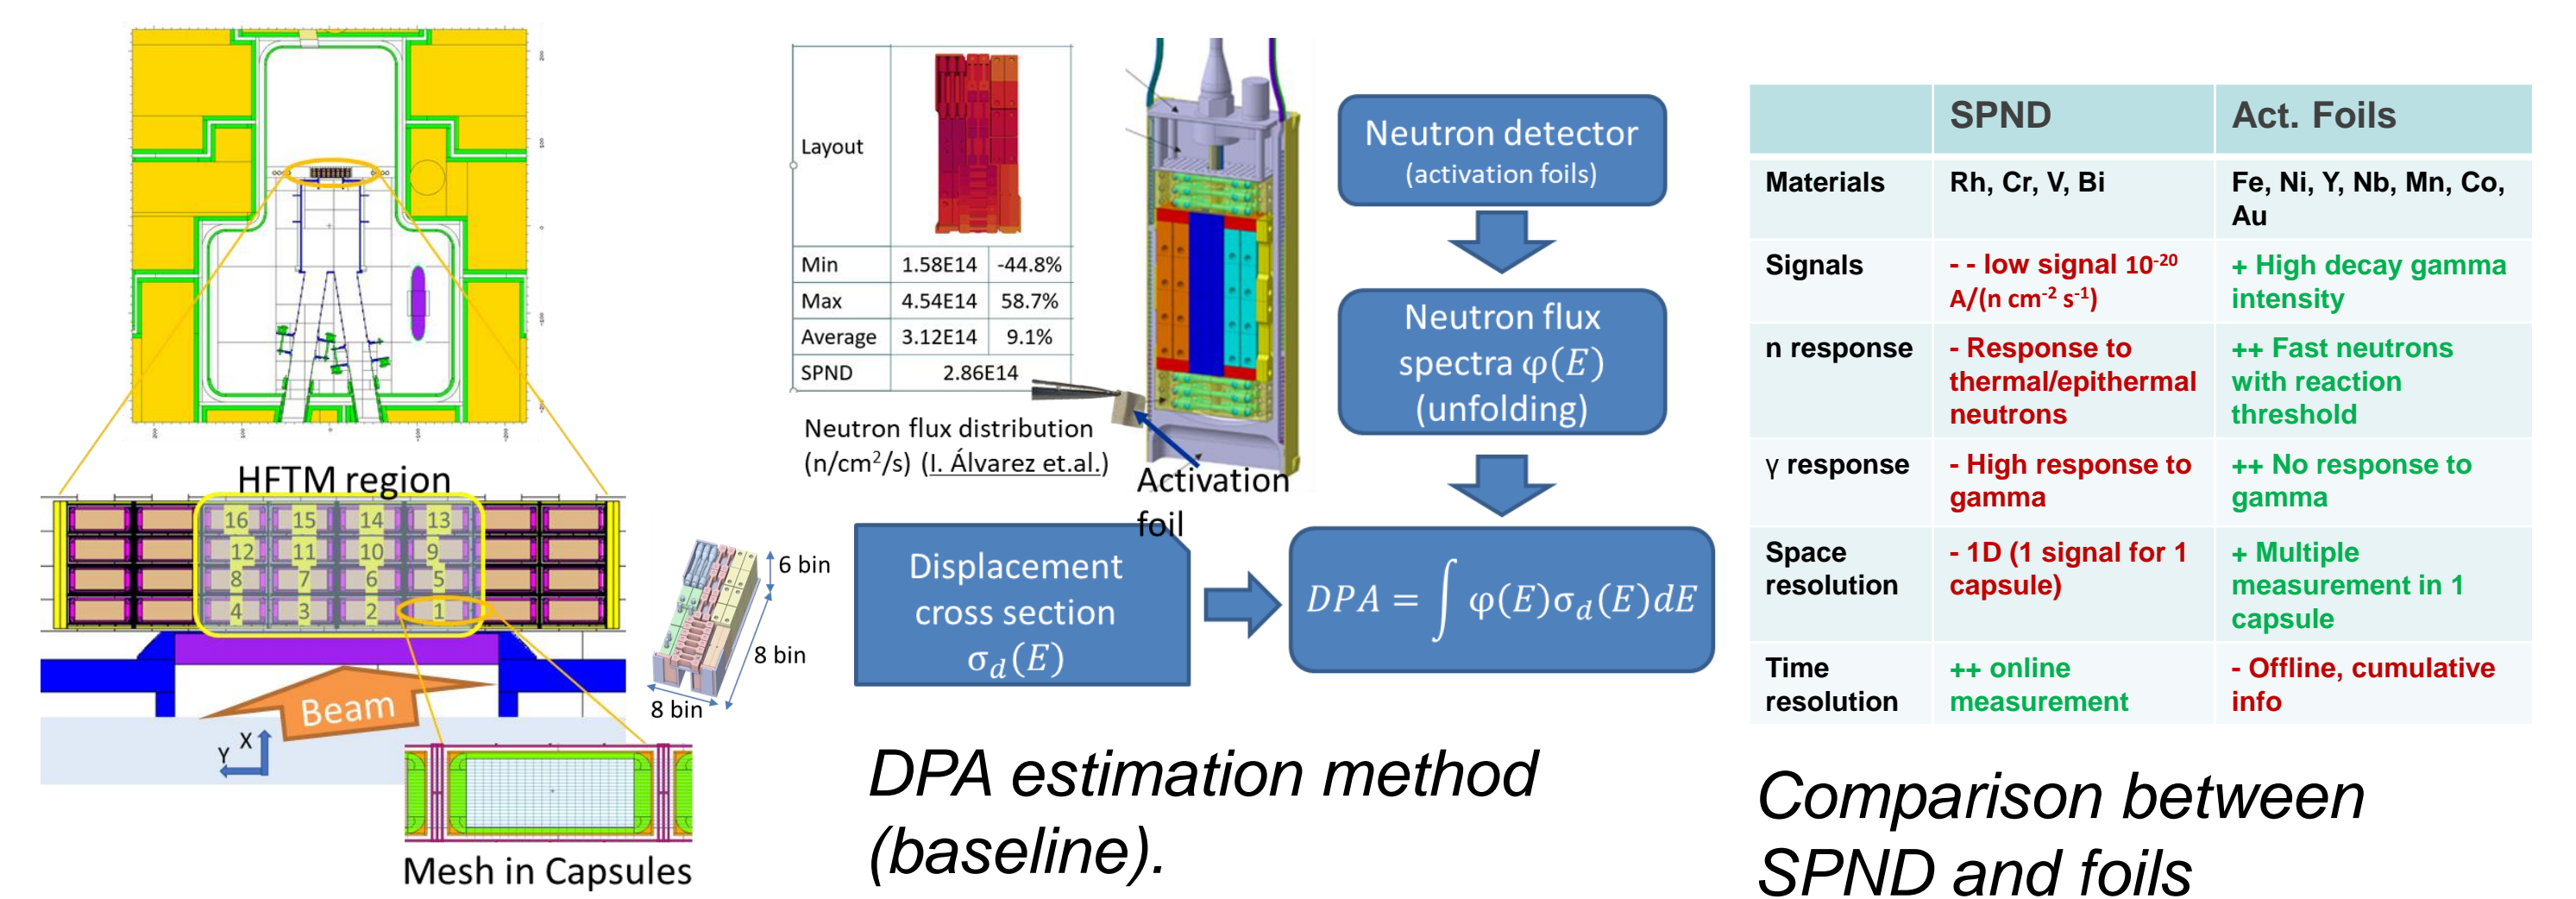 HFTM region
16 15 14 13
12 11 10 9
8 7 6 5
4 3 2 1
Beam
Y X
Mesh in Capsules
6 bin
8 bin
8 bin
Layout
Min 1.58E14 -44.8%
Max 4.54E14 58.7%
Average 3.12E14 9.1%
SPND 2.86E14
Neutron flux distribution
(n/cm²/s) (I. Álvarez et.al.)
Activation
foil
Neutron detector
(activation foils)
Neutron flux
spectra φ(E)
(unfolding)
Displacement
cross section
σ_d(E)
DPA = ∫ φ(E)σ_d(E)dE
DPA estimation method
(baseline).
SPND Act. Foils
Materials Rh, Cr, V, Bi Fe, Ni, Y, Nb, Mn, Co,
Au
Signals - - low signal 10⁻²⁰ + High decay gamma
A/(n cm⁻² s⁻¹) intensity
n response - Response to ++ Fast neutrons
thermal/epithermal with reaction
neutrons threshold
γ response - High response to ++ No response to
gamma gamma
Space - 1D (1 signal for 1 + Multiple
resolution capsule) measurement in 1
capsule
Time ++ online - Offline, cumulative
resolution measurement info
Comparison between
SPND and foils